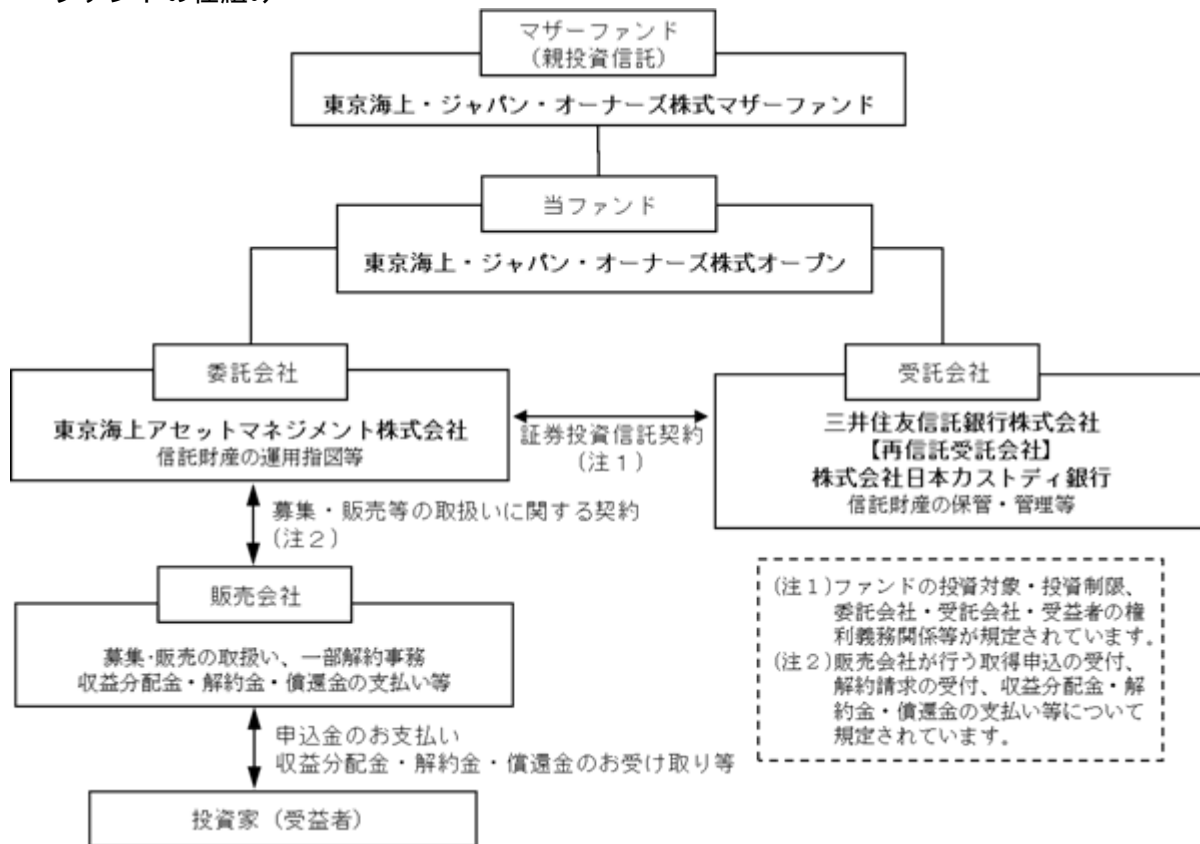 ファンドの仕組み
マザーファンド
(親投資信託)
東京海上・ジャパン・オーナーズ株式マザーファンド
当ファンド
東京海上・ジャパン・オーナーズ株式オープン
委託会社
東京海上アセットマネジメント株式会社
信託財産の運用指図等
証券投資信託契約
(注1)
受託会社
三井住友信託銀行株式会社
【再信託受託会社】
株式会社日本カストディ銀行
信託財産の保管・管理等
募集・販売等の取扱いに関する契約
(注2)
販売会社
募集・販売の取扱い、一部解約事務
収益分配金・解約金・償還金の支払い等
申込金のお支払い
収益分配金・解約金・償還金のお受け取り等
投資家(受益者)
(注1)ファンドの投資対象・投資制限、
委託会社・受託会社・受益者の権
利義務関係等が規定されています。
(注2)販売会社が行う取得申込の受付、
解約請求の受付、収益分配金・解
約金・償還金の支払い等について
規定されています。